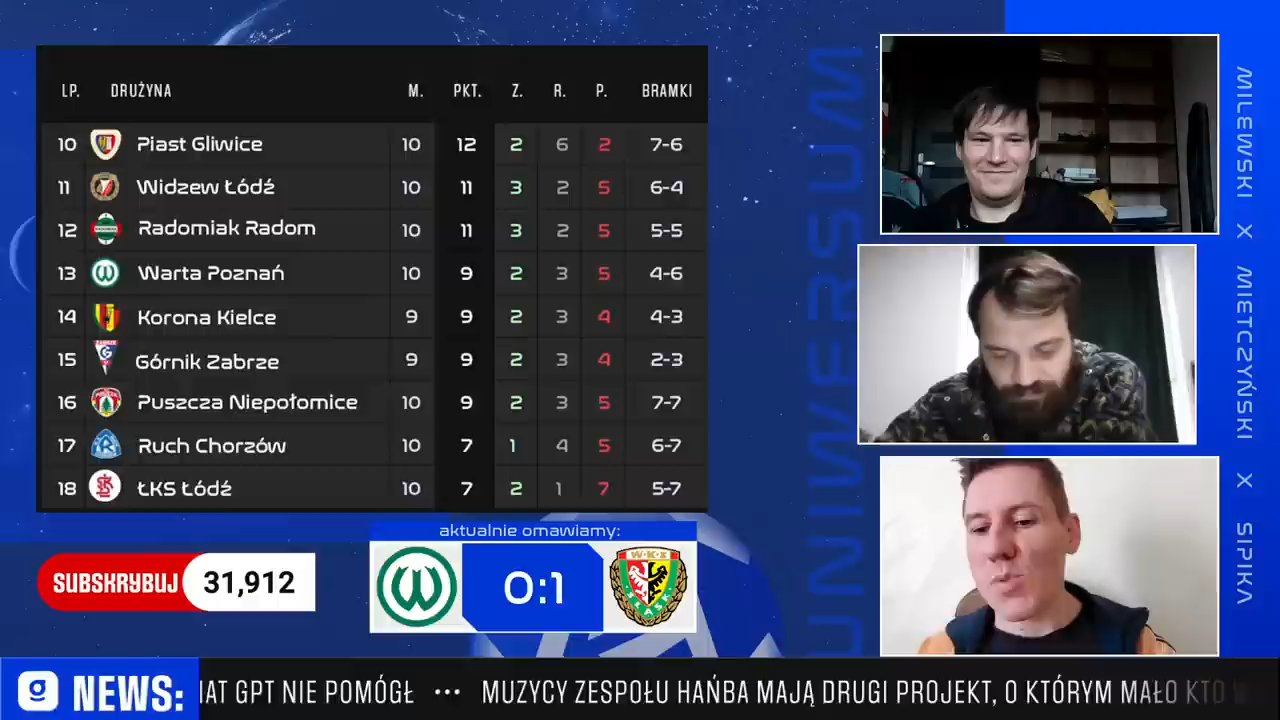 LP. DRUŻYNA M. PKT. Z. R. P. BRAMKI
10 Piast Gliwice 10 12 2 6 2 7-6
11 Widzew Łódź 10 11 3 2 5 6-4
12 Radomiak Radom 10 11 3 2 5 5-5
13 Warta Poznań 10 9 2 3 5 4-6
14 Korona Kielce 9 9 2 3 4 4-3
15 Górnik Zabrze 9 9 2 3 4 2-3
16 Puszcza Niepołomice 10 9 2 3 5 7-7
17 Ruch Chorzów 10 7 1 4 5 6-7
18 ŁKS Łódź 10 7 2 1 7 5-7
aktualnie omawiamy:
0:1
WKS
ŚLĄSK
SUBSKRYBUJ 31,912
UNIWERSUM
MILEWSKI X MIETCZYŃSKI X SIPIKA
g NEWS: GPT NIE POMÓGŁ ••• MUZYCY ZESPOŁU HAŃBA MAJĄ DRUGI PROJEKT, O KTÓRYM MAŁO KTO